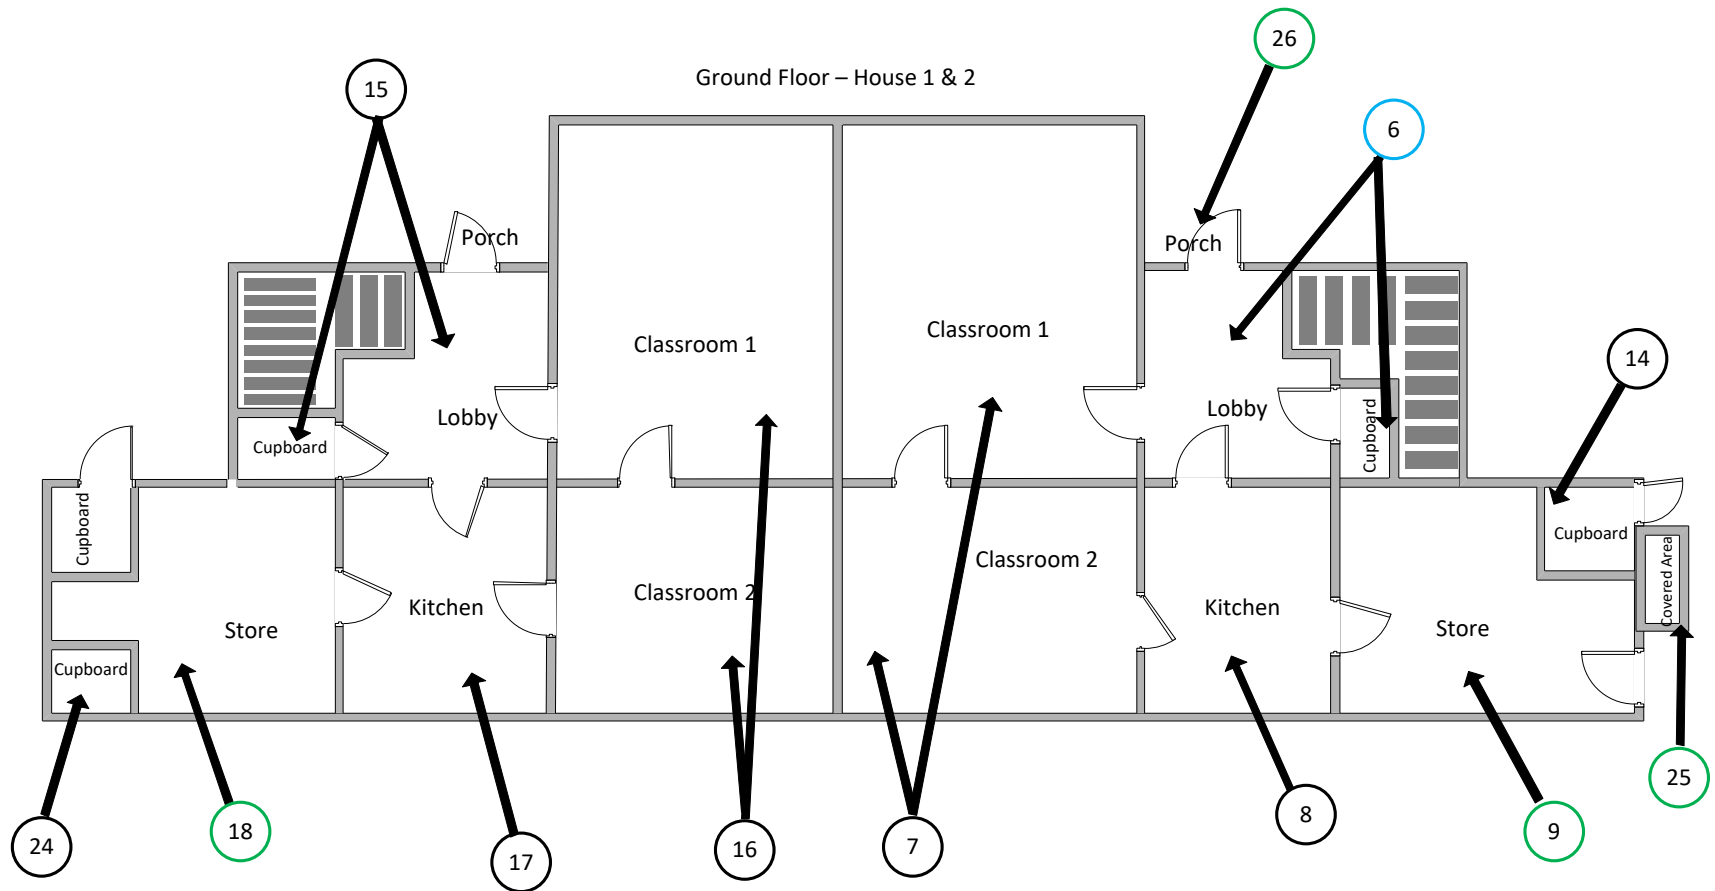 26
Ground Floor – House 1 & 2
15
6
Porch
Porch
Classroom 1
Classroom 1
14
Lobby
Lobby
Cupboard
Cupboard
Cupboard
Cupboard
Covered Area
Classroom 2
Classroom 2
Kitchen
Kitchen
Store
Store
Cupboard
25
24
18
17
16
7
8
9